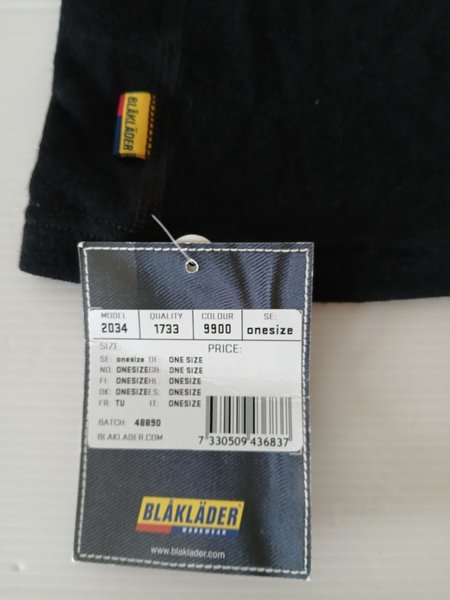 BLÅKLÄDER
MODEL QUALITY COLOUR SE:
2034 1733 9900 onesize
SIZE: PRICE:
SE: onesize DE: ONE SIZE
NO: ONESIZE GB: ONE SIZE
FI: ONESIZE NL: ONESIZE
DK: ONESIZE ES: ONESIZE
FR: TU IT: ONESIZE
BATCH: 48890
BLAKLADER.COM
7 330509 436837
BLÅKLÄDER
WORKWEAR
www.blaklader.com